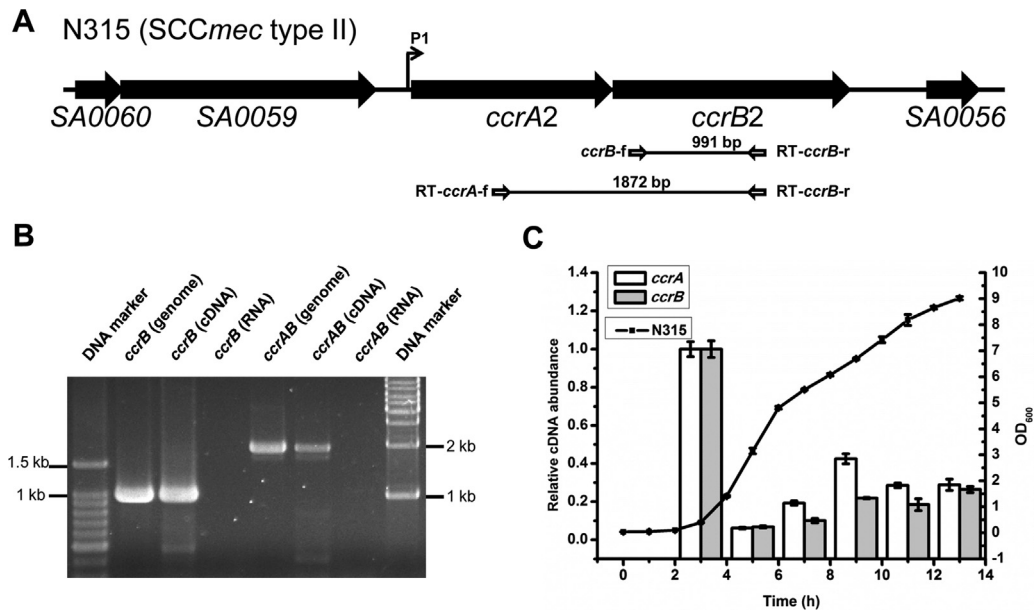 A
N315 (SCCmec type II)
P1
SA0060
SA0059
ccrA2
ccrB2
SA0056
ccrB-f
991 bp
RT-ccrB-r
RT-ccrA-f
1872 bp
RT-ccrB-r
B
DNA marker
ccrB (genome)
ccrB (cDNA)
ccrB (RNA)
ccrAB (genome)
ccrAB (cDNA)
ccrAB (RNA)
DNA marker
1.5 kb
1 kb
2 kb
1 kb
C
ccrA
ccrB
N315
Relative cDNA abundance
1.4
1.2
1.0
0.8
0.6
0.4
0.2
0.0
OD600
10
9
8
7
6
5
4
3
2
1
0
-1
0 2 4 6 8 10 12 14
Time (h)